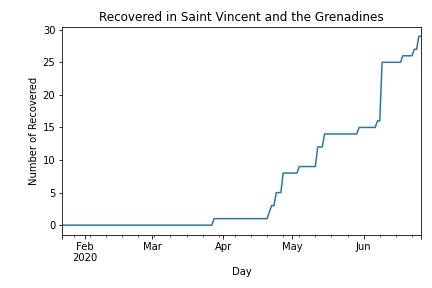 Recovered in Saint Vincent and the Grenadines
30
25
20
15
10
5
0
Number of Recovered
Feb
2020
Mar
Apr
May
Jun
Day